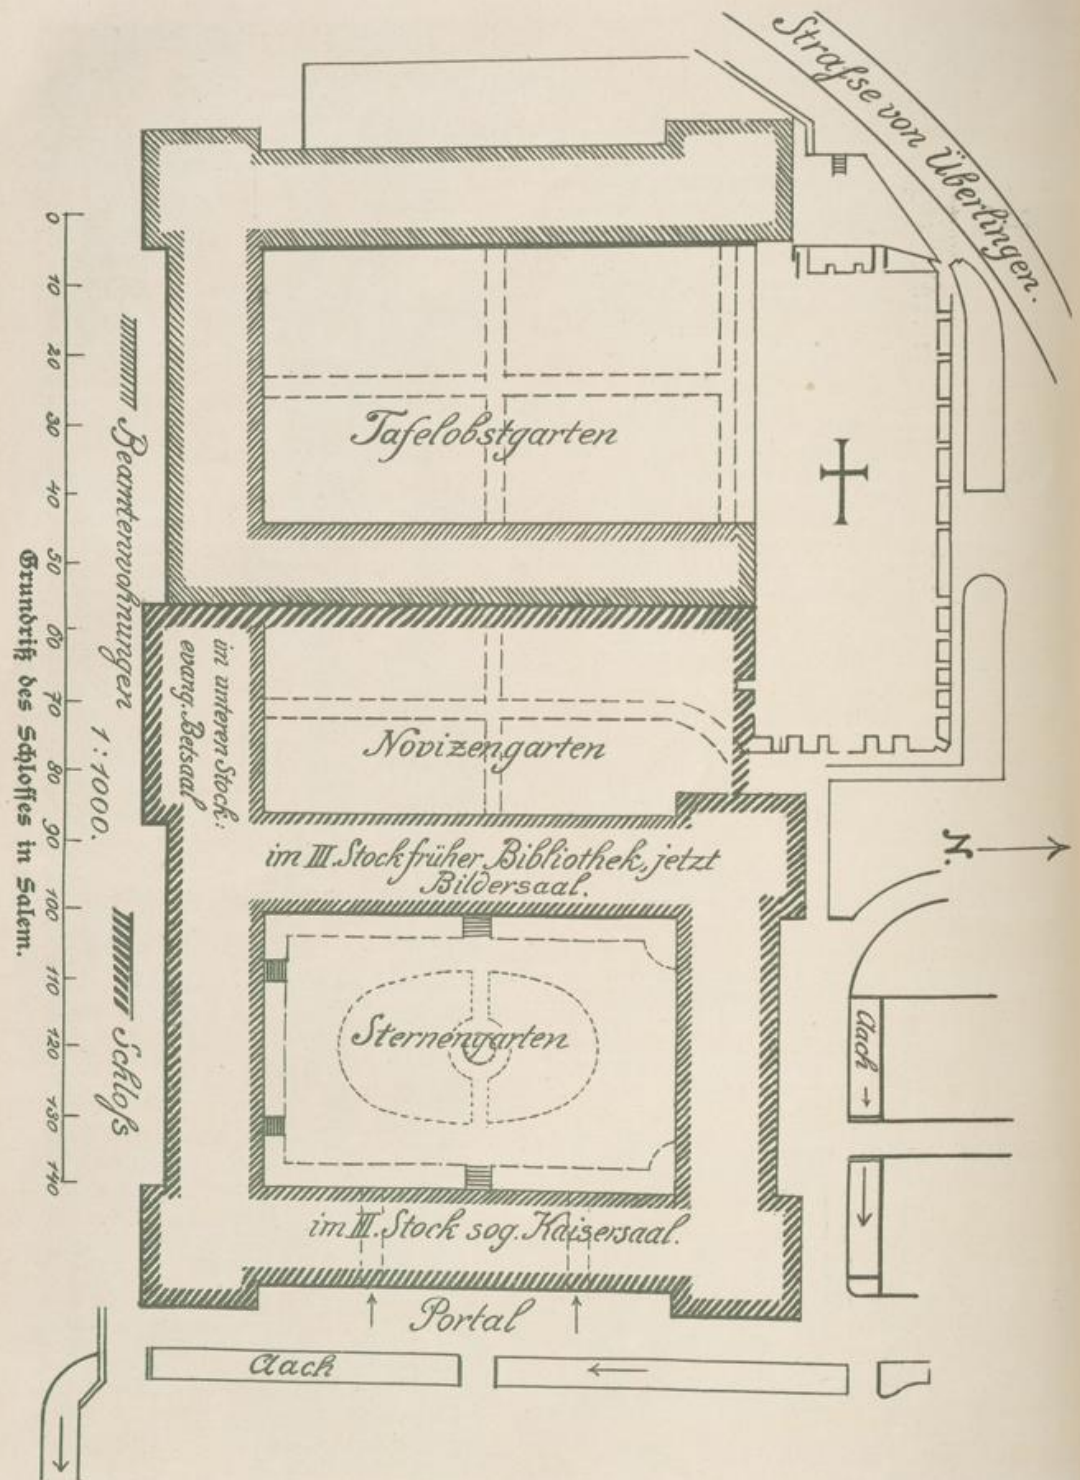 Straſse von Überlingen.
Tafelobstgarten
Novizengarten
in unteren Stock:
evang. Betsaal
im III. Stock früher Bibliothek, jetzt
Bildersaal.
N.
Sternengarten
Aach
im III. Stock sog. Kaisersaal.
Portal
Aach
0 10 20 30 40 50 60 70 80 90 100 110 120 130 140
Beamtenwohnungen
Schloſs
1:1000.
Grundriß des Schloſſes in Salem.